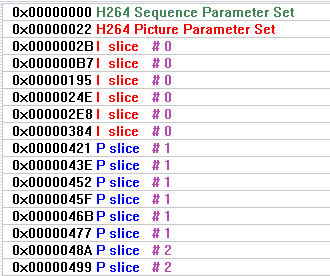 0x00000000 H264 Sequence Parameter Set
0x00000022 H264 Picture Parameter Set
0x0000002B I slice # 0
0x000000B7 I slice # 0
0x00000195 I slice # 0
0x0000024E I slice # 0
0x000002E8 I slice # 0
0x00000384 I slice # 0
0x00000421 P slice # 1
0x0000043E P slice # 1
0x00000452 P slice # 1
0x0000045F P slice # 1
0x0000046B P slice # 1
0x00000477 P slice # 1
0x0000048A P slice # 2
0x00000499 P slice # 2